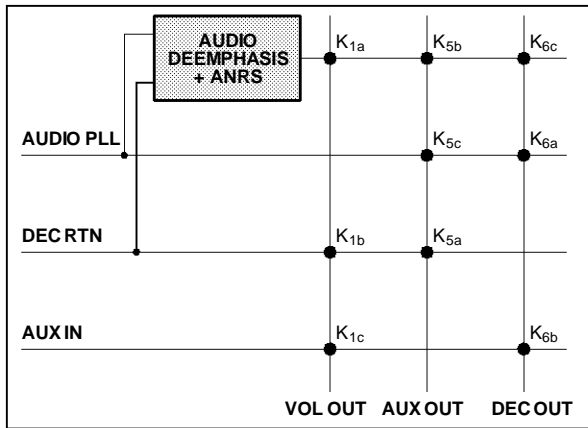 AUDIO
DEEMPHASIS
+ ANRS
K1a K5b K6c
AUDIO PLL
K5c K6a
DEC RTN
K1b K5a
AUX IN
K1c K6b
VOL OUT AUX OUT DEC OUT